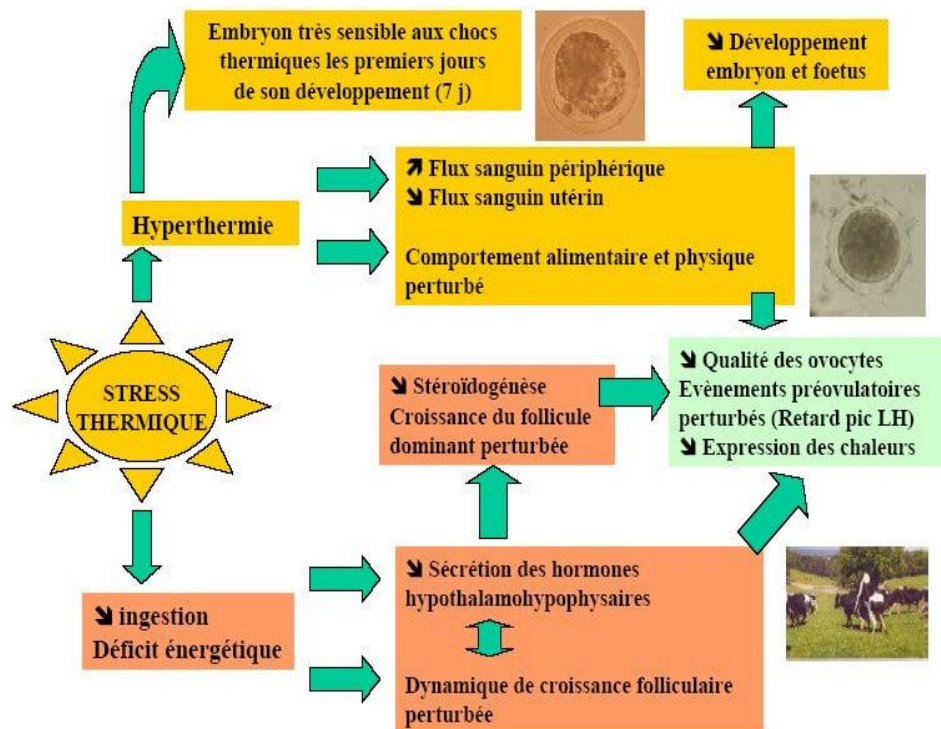 Embryon très sensible aux chocs
thermiques les premiers jours
de son développement (7 j)
↘ Développement
embryon et foetus
↗ Flux sanguin périphérique
↘ Flux sanguin utérin
Comportement alimentaire et physique
perturbé
Hyperthermie
STRESS
THERMIQUE
↘ Stéroïdogénèse
Croissance du follicule
dominant perturbée
↘ Qualité des ovocytes
Evènements préovulatoires
perturbés (Retard pic LH)
↘ Expression des chaleurs
↘ ingestion
Déficit énergétique
↘ Sécrétion des hormones
hypothalamohypophysaires
Dynamique de croissance folliculaire
perturbée